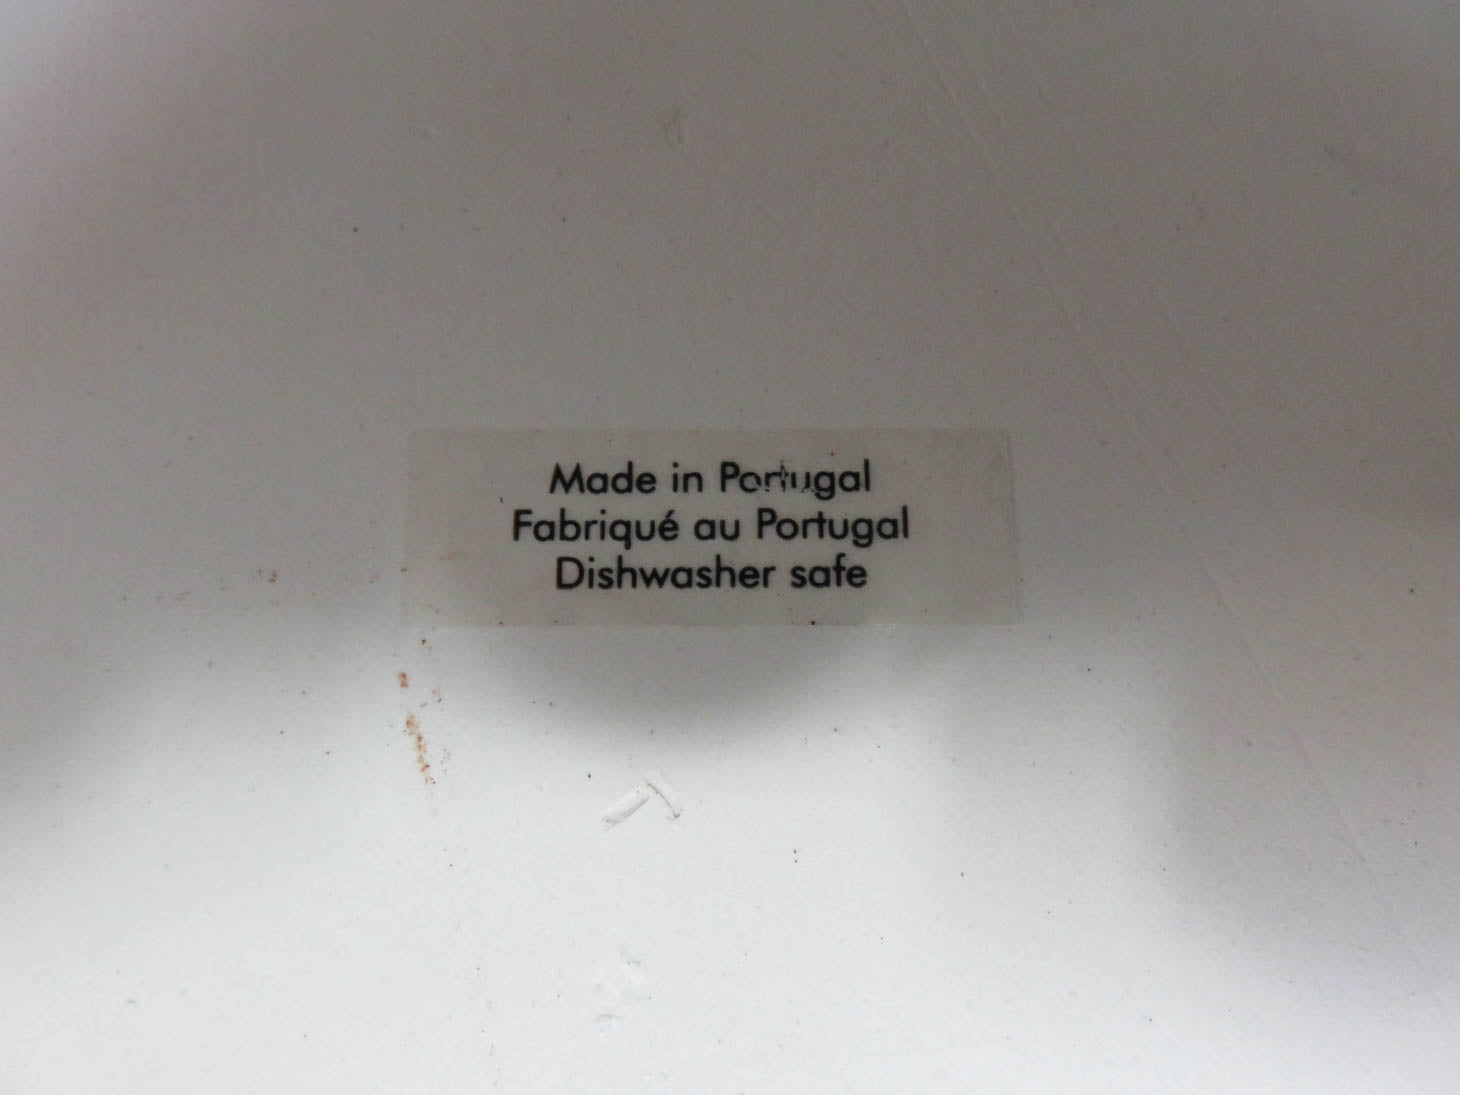 Made in Portugal
Fabriqué au Portugal
Dishwasher safe